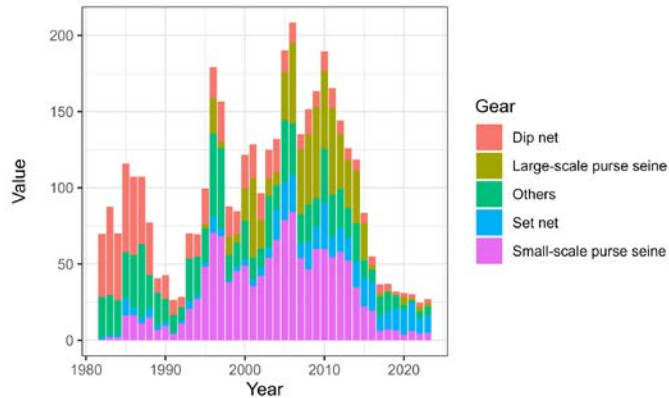 200
150
100
50
0
Value
1980
1990
2000
2010
2020
Year
Gear
Dip net
Large-scale purse seine
Others
Set net
Small-scale purse seine